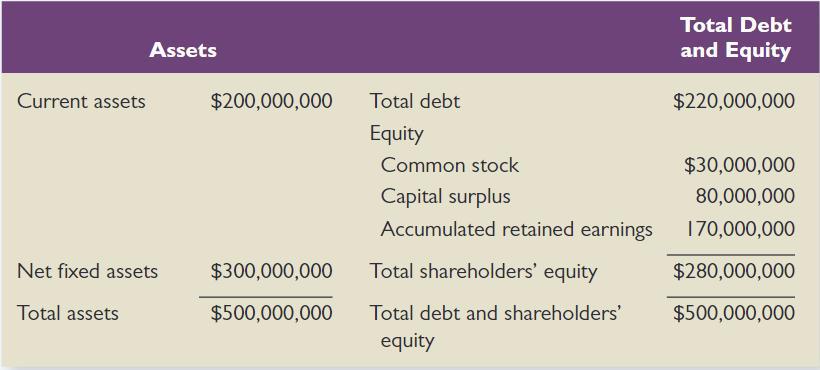 Assets Total Debt and Equity
Current assets $200,000,000 Total debt $220,000,000
Equity
Common stock $30,000,000
Capital surplus 80,000,000
Accumulated retained earnings 170,000,000
Net fixed assets $300,000,000 Total shareholders’ equity $280,000,000
Total assets $500,000,000 Total debt and shareholders’ $500,000,000
equity